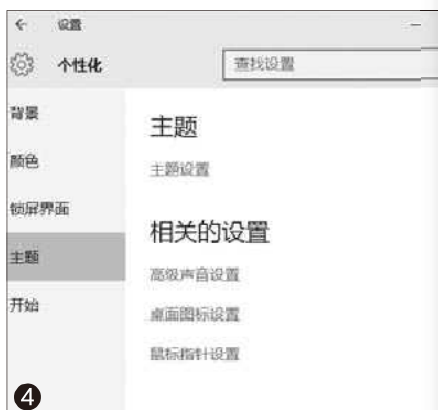 设置
个性化
查找设置
背景
颜色
锁屏界面
主题
开始
主题
主题设置
相关的设置
高级声音设置
桌面图标设置
鼠标指针设置
4